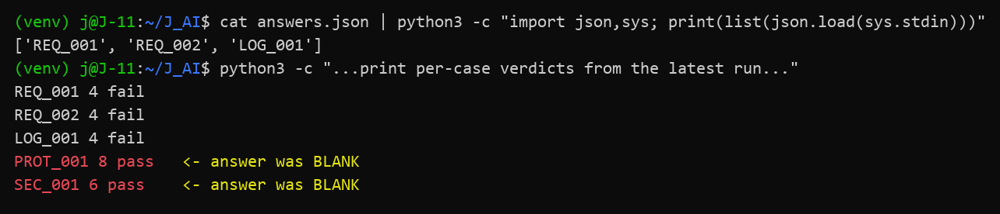 (venv) j@J-11:~/J_AI$ cat answers.json | python3 -c "import json,sys; print(list(json.load(sys.stdin)))"
['REQ_001', 'REQ_002', 'LOG_001']
(venv) j@J-11:~/J_AI$ python3 -c "...print per-case verdicts from the latest run..."
REQ_001 4 fail
REQ_002 4 fail
LOG_001 4 fail
PROT_001 8 pass   <- answer was BLANK
SEC_001 6 pass    <- answer was BLANK